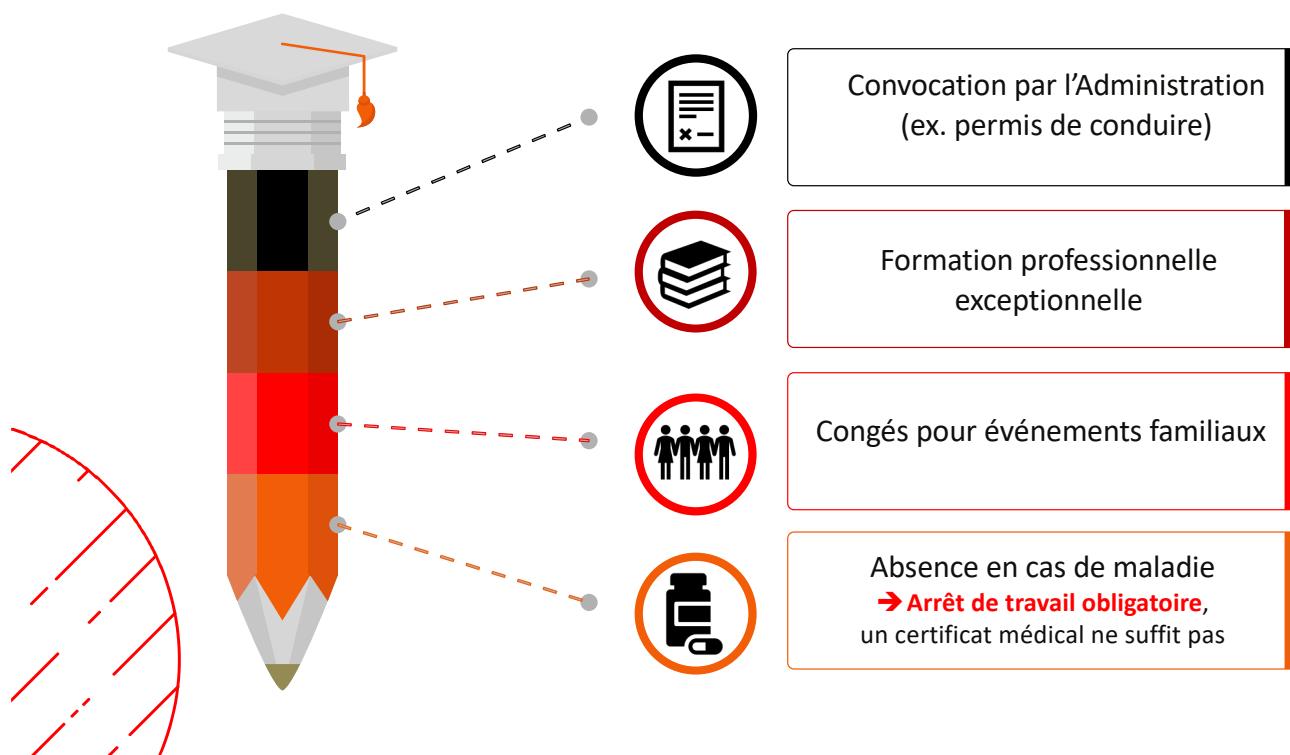 Convocation par l’Administration
(ex. permis de conduire)
Formation professionnelle
exceptionnelle
Congés pour événements familiaux
Absence en cas de maladie
➔ Arrêt de travail obligatoire,
un certificat médical ne suffit pas